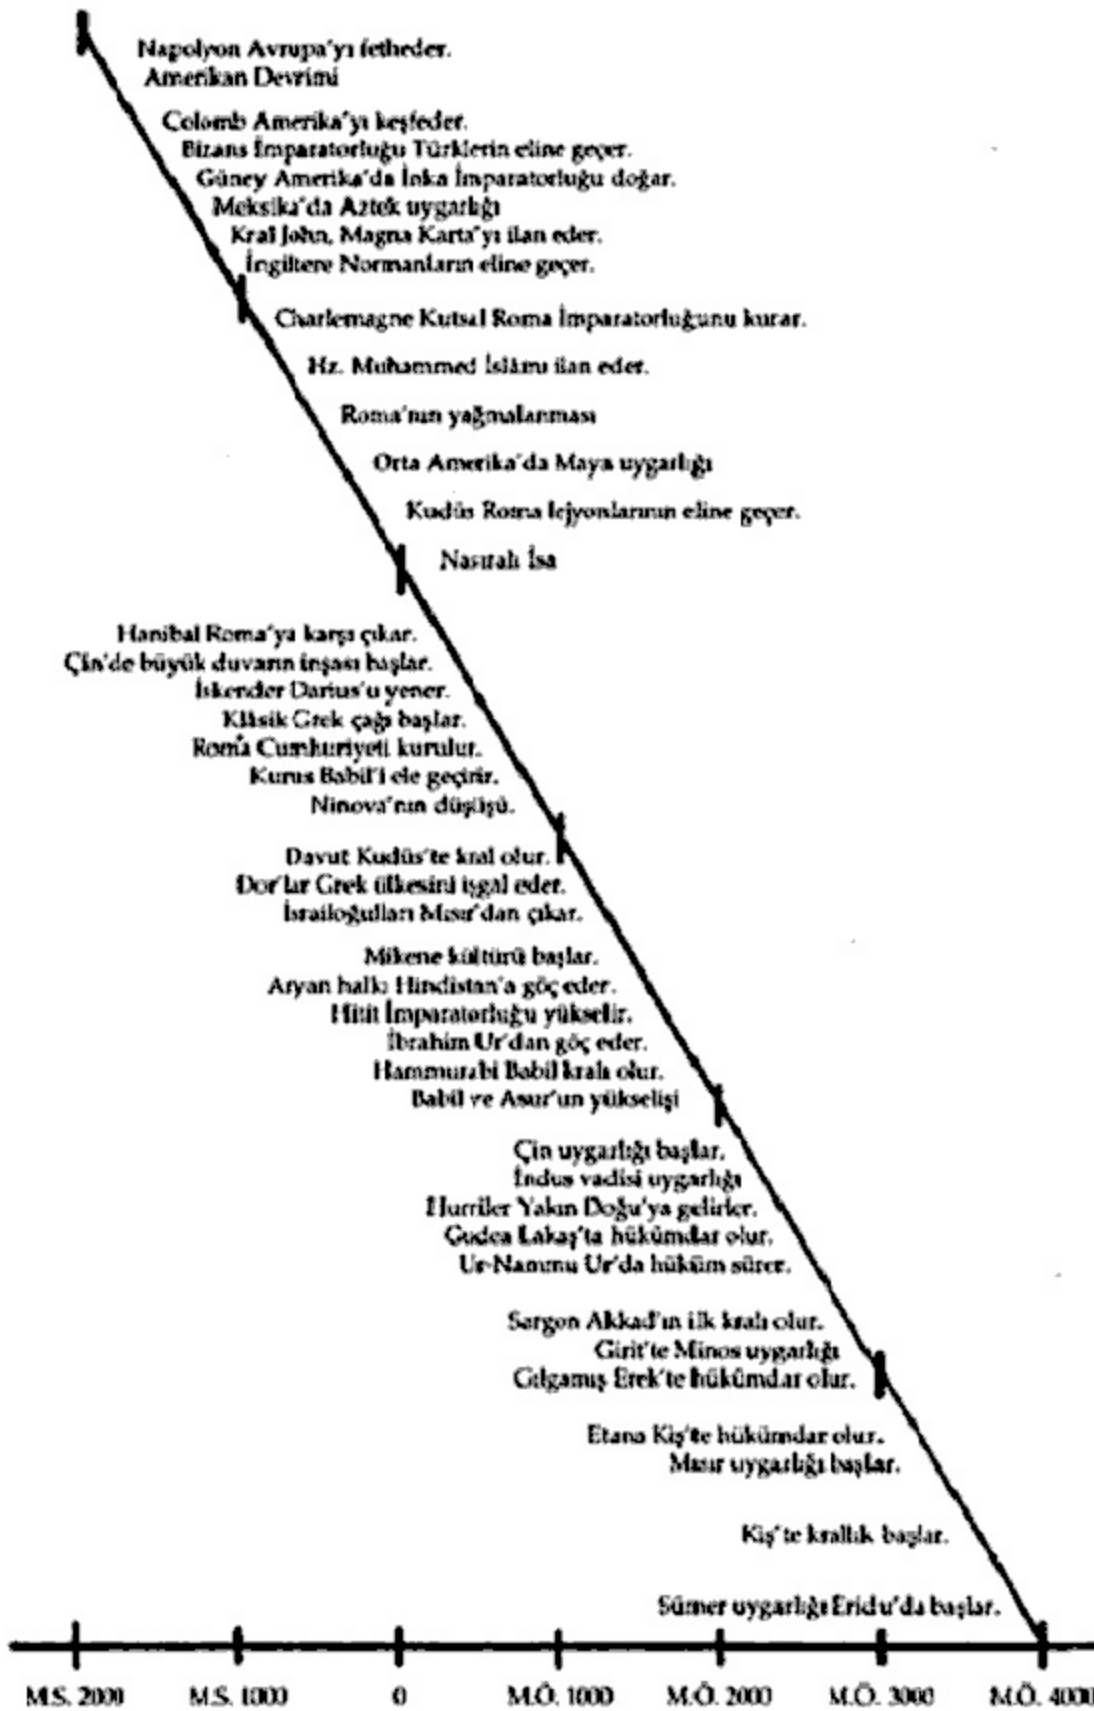 Napolyon Avrupa'yı fetheder.
Amerikan Devrimi
Colomb Amerika'yı keşfeder.
Bizans İmparatorluğu Türklerin eline geçer.
Güney Amerika'da İnka İmparatorluğu doğar.
Meksika'da Aztek uygarlığı
Kral John, Magna Karta'yı ilan eder.
İngiltere Normanların eline geçer.
Charlemagne Kutsal Roma İmparatorluğunu kurar.
Hz. Muhammed İslâmı ilan eder.
Roma'nın yağmalanması
Orta Amerika'da Maya uygarlığı
Kudüs Roma lejyonlarının eline geçer.
Nasıralı İsa
Hanibal Roma'ya karşı çıkar.
Çin'de büyük duvarın inşası başlar.
İskender Darius'u yener.
Klâsik Grek çağı başlar.
Roma Cumhuriyeti kurulur.
Kurus Babil'i ele geçirir.
Ninova'nın düşüşü.
Davut Kudüs'te kral olur.
Dor'lar Grek ülkesini işgal eder.
İsrailoğulları Mısır'dan çıkar.
Mikene kültürü başlar.
Aryan halkı Hindistan'a göç eder.
Hitit İmparatorluğu yükselir.
İbrahim Ur'dan göç eder.
Hammurabi Babil kralı olur.
Babil ve Asur'un yükselişi
Çin uygarlığı başlar.
İndus vadisi uygarlığı
Hurriler Yakın Doğu'ya gelirler.
Gudea Lakaş'ta hükümdar olur.
Ur-Nammu Ur'da hüküm sürer.
Sargon Akkad'ın ilk kralı olur.
Girit'te Minos uygarlığı
Gılgamış Erek'te hükümdar olur.
Etana Kiş'te hükümdar olur.
Mısır uygarlığı başlar.
Kiş'te krallık başlar.
Sümer uygarlığı Eridu'da başlar.
M.S. 2000 M.S. 1000 0 M.Ö. 1000 M.Ö. 2000 M.Ö. 3000 M.Ö. 4000